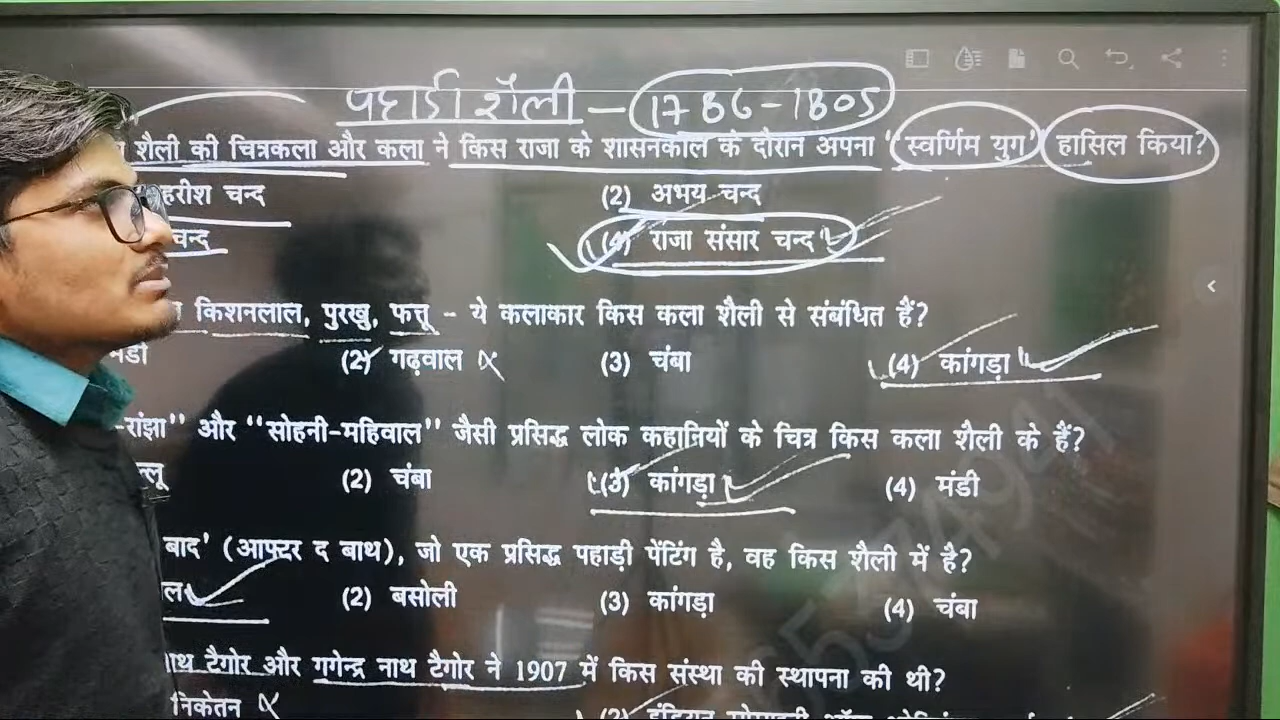 पहाडी शैली – 1786-1805
शैली की चित्रकला और कला ने किस राजा के शासनकाल के दौरान अपना 'स्वर्णिम युग' हासिल किया?
हरीश चन्द (2) अभय चन्द
चन्द (4) राजा संसार चन्द
किशनलाल, पुरखु, फत्तू - ये कलाकार किस कला शैली से संबंधित हैं?
मंडी (2) गढ़वाल (3) चंबा (4) कांगड़ा
-रांझा" और "सोहनी-महिवाल" जैसी प्रसिद्ध लोक कहानियों के चित्र किस कला शैली के हैं?
ल्लू (2) चंबा (3) कांगड़ा (4) मंडी
बाद' (आफ्टर द बाथ), जो एक प्रसिद्ध पहाड़ी पेंटिंग है, वह किस शैली में है?
ल (2) बसोली (3) कांगड़ा (4) चंबा
नाथ टैगोर और गगेन्द्र नाथ टैगोर ने 1907 में किस संस्था की स्थापना की थी?
निकेतन (2)